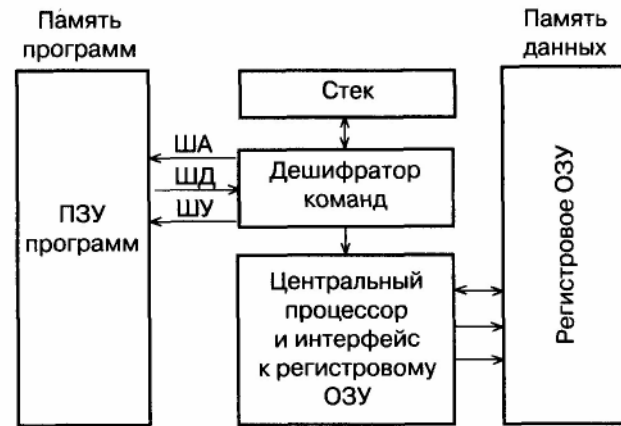 Память
программ
ПЗУ
программ
ША
ШД
ШУ
Стек
Дешифратор
команд
Центральный
процессор
и интерфейс
к регистровому
ОЗУ
Память
данных
Регистровое ОЗУ